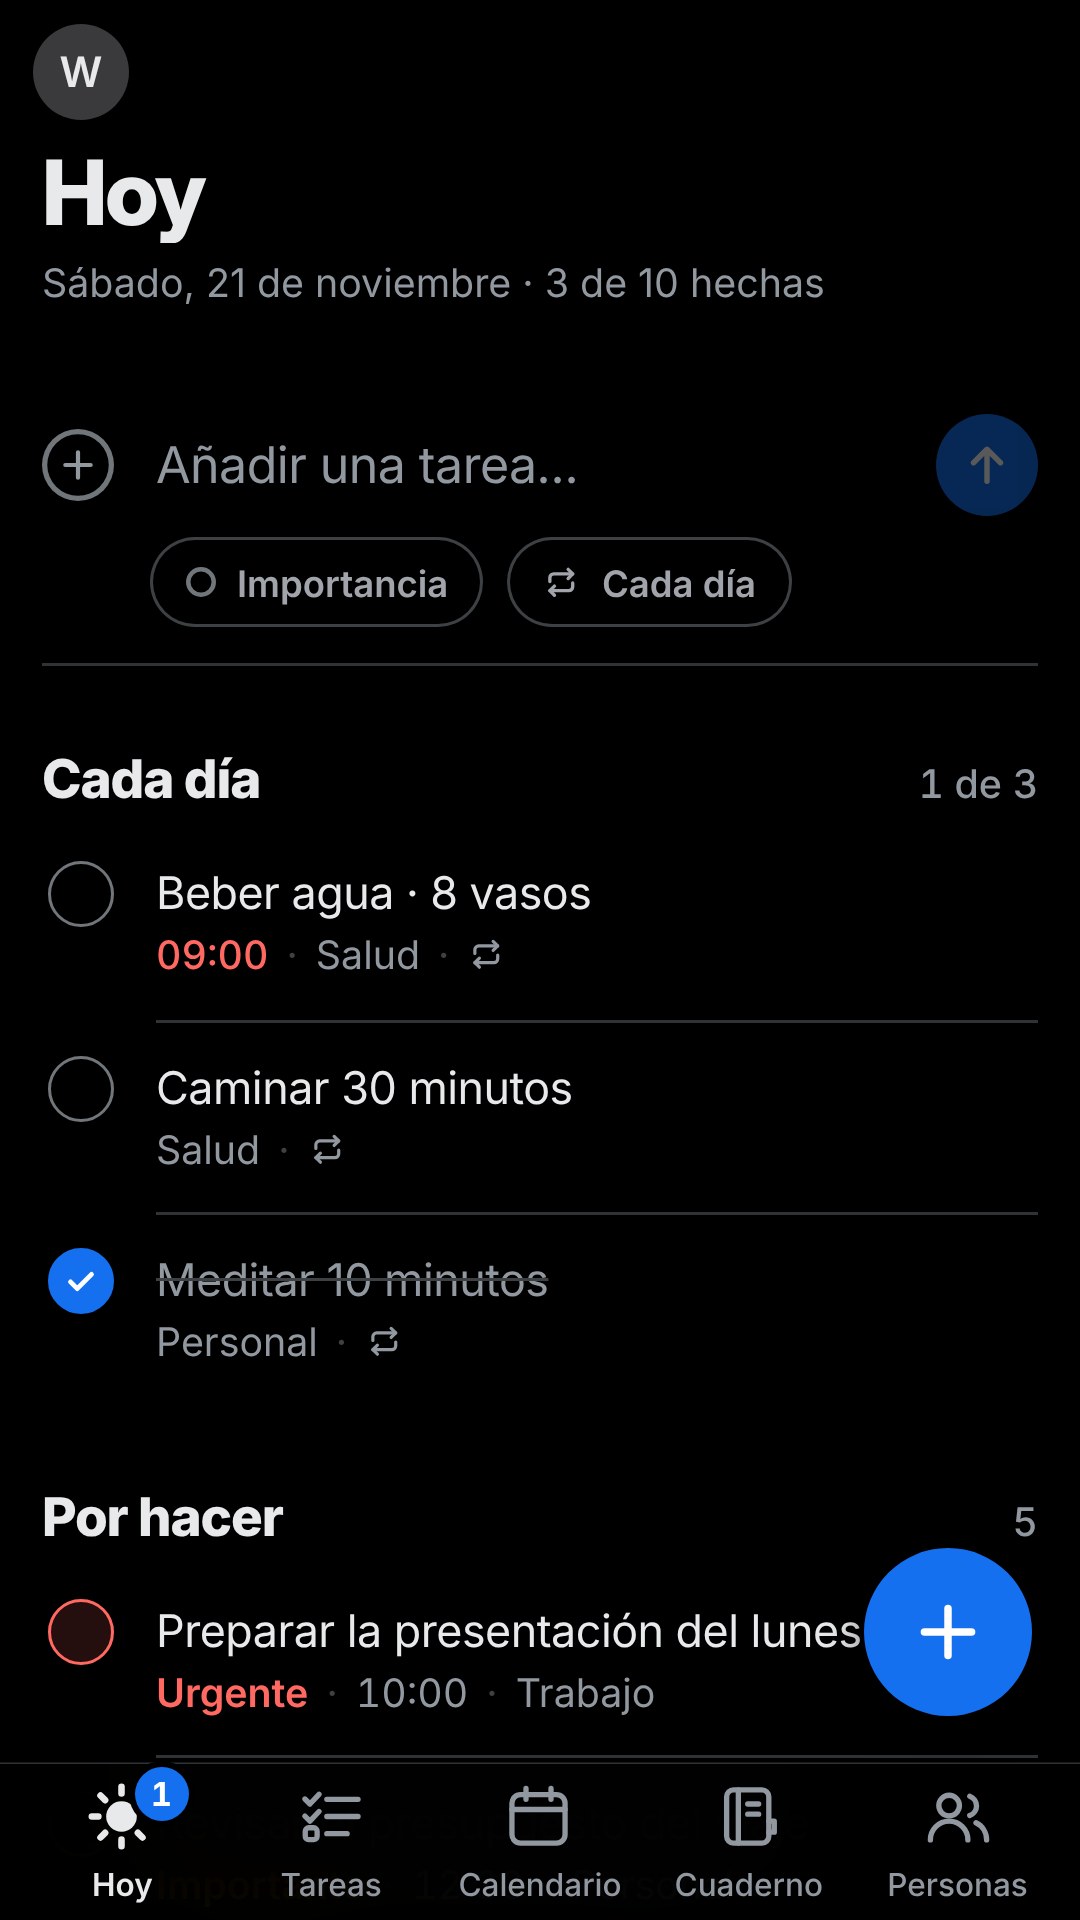 W
Hoy
Sábado, 21 de noviembre · 3 de 10 hechas
Añadir una tarea...
Importancia
Cada día
Cada día
1 de 3
Beber agua · 8 vasos
09:00 · Salud ·
Caminar 30 minutos
Salud ·
Meditar 10 minutos
Personal ·
Por hacer
5
Preparar la presentación del lunes
Urgente · 10:00 · Trabajo
1
Hoy
Tareas
Calendario
Cuaderno
Personas